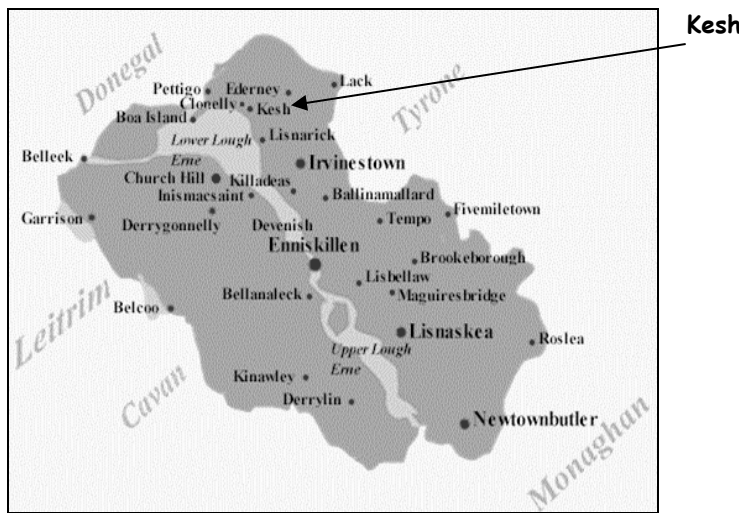 Kesh
Donegal
Tyrone
Lack
Pettigo
Ederney
Clonelly
Kesh
Boa Island
Lower Lough
Erne
Lisnarick
Belleek
Irvinestown
Church Hill
Killadeas
Inismacsaint
Ballinamallard
Garrison
Derrygonnelly
Devenish
Tempo
Fivemiletown
Enniskillen
Brookeborough
Lisbellaw
Bellanaleck
Maguiresbridge
Leitrim
Belcoo
Lisnaskea
Roslea
Upper Lough
Erne
Cavan
Kinawley
Derrylin
Newtownbutler
Monaghan